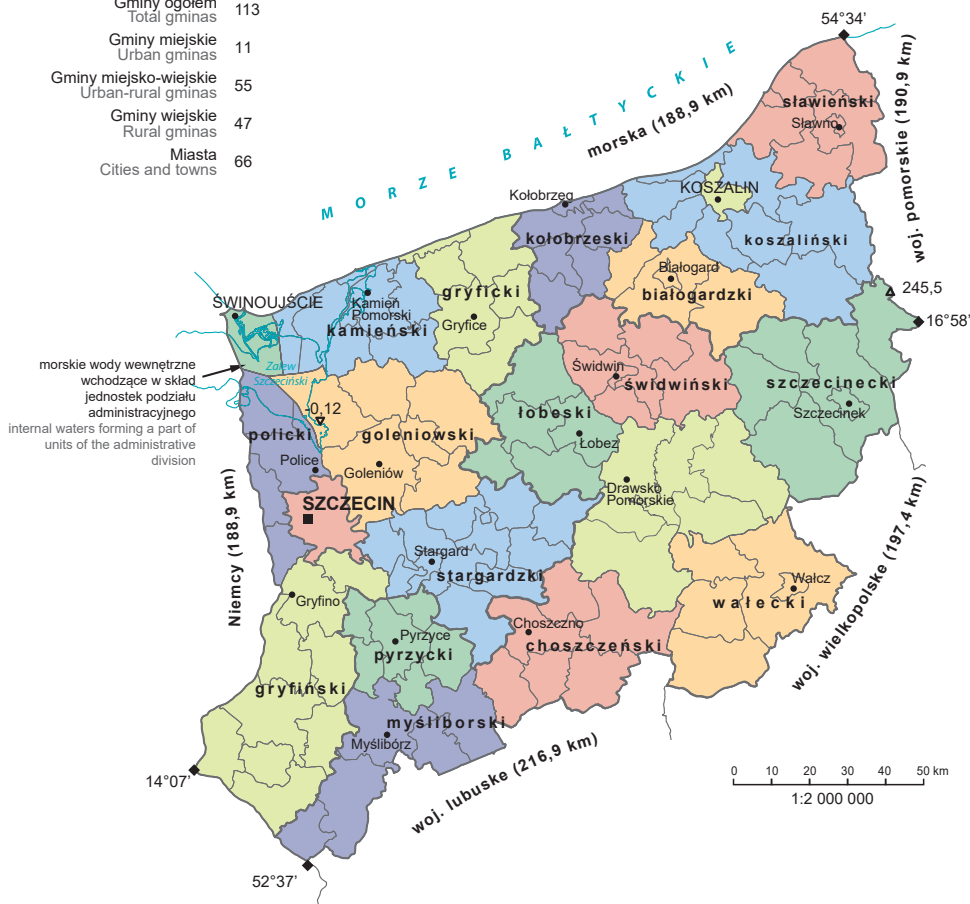 Gminy ogółem 113
Total gminas
Gminy miejskie 11
Urban gminas
Gminy miejsko-wiejskie 55
Urban-rural gminas
Gminy wiejskie 47
Rural gminas
Miasta 66
Cities and towns
54°34’
MORZE BAŁTYCKIE
morska (188,9 km)
woj. pomorskie (190,9 km)
sławieński
Sławno
Kołobrzeg
KOSZALIN
kołobrzeski
koszaliński
Białogard
białogardzki
245,5
16°58’
ŚWINOUJŚCIE
Kamień
Pomorski
kamieński
gryficki
Gryfice
morskie wody wewnętrzne
wchodzące w skład
jednostek podziału
administracyjnego
internal waters forming a part of
units of the administrative
division
Zalew
Szczeciński
-0,12
Świdwin
świdwiński
szczecinecki
Szczecinek
łobeski
Łobez
policki
Police
goleniowski
Goleniów
Drawsko
Pomorskie
SZCZECIN
Niemcy (188,9 km)
Stargard
stargardzki
Wałcz
wałecki
woj. wielkopolskie (197,4 km)
Gryfino
Pyrzyce
pyrzycki
Choszczno
choszczeński
gryfiński
myśliborski
Myślibórz
woj. lubuske (216,9 km)
14°07’
52°37’
0 10 20 30 40 50 km
1:2 000 000